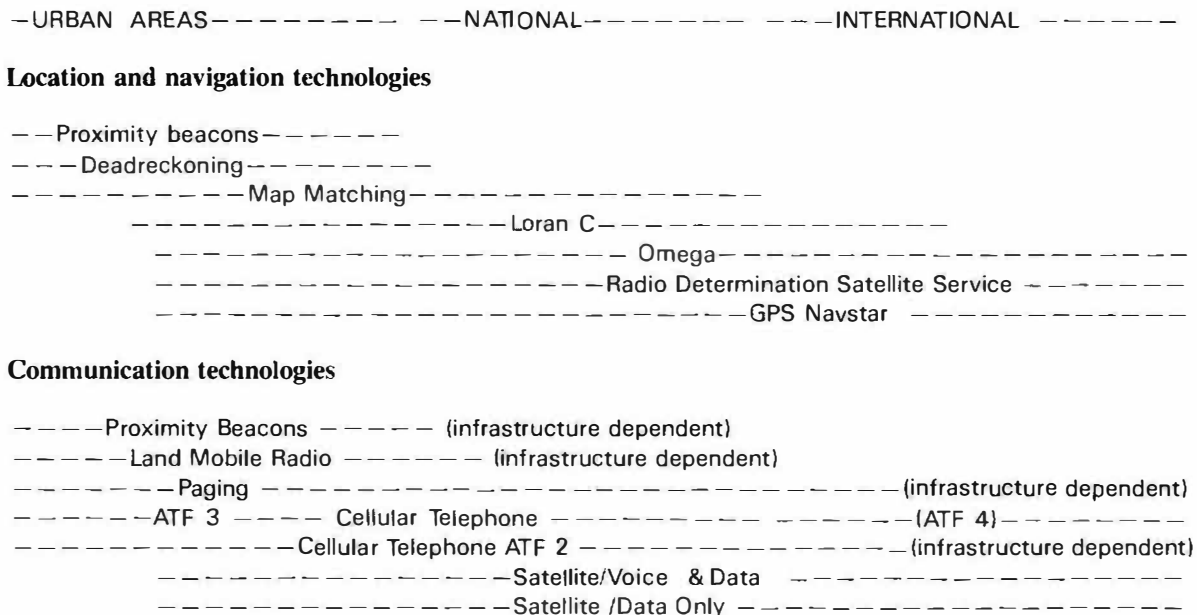 –URBAN AREAS–––––––– ––NATIONAL––––––– –––INTERNATIONAL ––––––
Location and navigation technologies
––Proximity beacons––––––
–––Deadreckoning––––––––
––––––––––Map Matching–––––––––––––––
––––––––––––––––Loran C–––––––––––––––
––––––––––––––––––––Omega––––––––––––––––––––
–––––––––––––––––––Radio Determination Satellite Service –––––––
–––––––––––––––––––––––––GPS Navstar ––––––––––––
Communication technologies
––––Proximity Beacons ––––– (infrastructure dependent)
–––––Land Mobile Radio –––––– (infrastructure dependent)
–––––––Paging –––––––––––––––––––––––––––(infrastructure dependent)
––––––ATF 3 –––– Cellular Telephone –––––––––– ––––––(ATF 4)––––––––
––––––––––––Cellular Telephone ATF 2 ––––––––––––––(infrastructure dependent)
–––––––––––––––Satellite/Voice & Data –––––––––––––––––
–––––––––––––––Satellite /Data Only –––––––––––––––––––